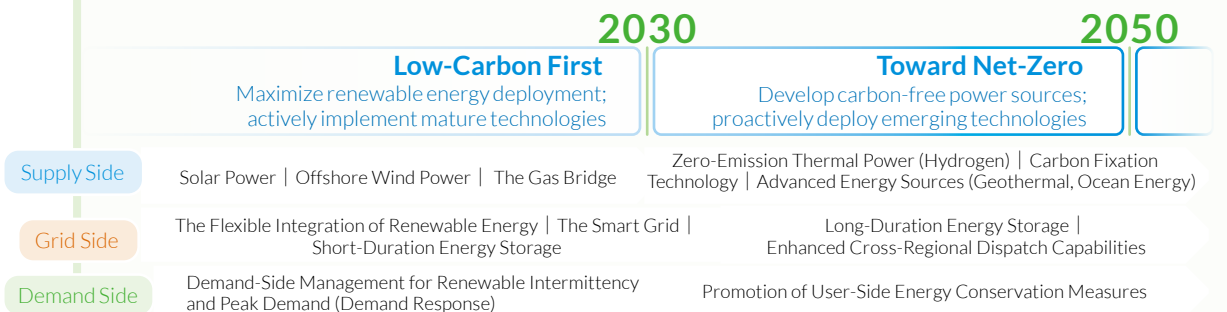 2030
2050
Low-Carbon First
Maximize renewable energy deployment;
actively implement mature technologies
Toward Net-Zero
Develop carbon-free power sources;
proactively deploy emerging technologies
Supply Side
Solar Power | Offshore Wind Power | The Gas Bridge
Zero-Emission Thermal Power (Hydrogen) | Carbon Fixation
Technology | Advanced Energy Sources (Geothermal, Ocean Energy)
Grid Side
The Flexible Integration of Renewable Energy | The Smart Grid |
Short-Duration Energy Storage
Long-Duration Energy Storage |
Enhanced Cross-Regional Dispatch Capabilities
Demand Side
Demand-Side Management for Renewable Intermittency
and Peak Demand (Demand Response)
Promotion of User-Side Energy Conservation Measures